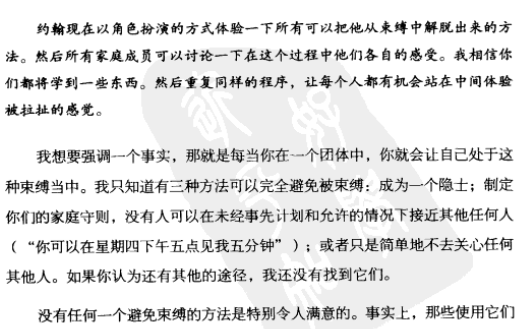 约翰现在以角色扮演的方式体验一下所有可以把他从束缚中解脱出来的方
法。然后所有家庭成员可以讨论一下在这个过程中他们各自的感受。我相信你
们都将学到一些东西。然后重复同样的程序，让每个人都有机会站在中间体验
被拉扯的感觉。
我想要强调一个事实，那就是每当你在一个团体中，你就会让自己处于这
种束缚当中。我只知道有三种方法可以完全避免被束缚：成为一个隐士；制定
你们的家庭守则，没有人可以在未经事先计划和允许的情况下接近其他任何人
（“你可以在星期四下午五点见我五分钟”）；或者只是简单地不去关心任何
其他人。如果你认为还有其他的途径，我还没有找到它们。
没有任何一个避免束缚的方法是特别令人满意的。事实上，那些使用它们